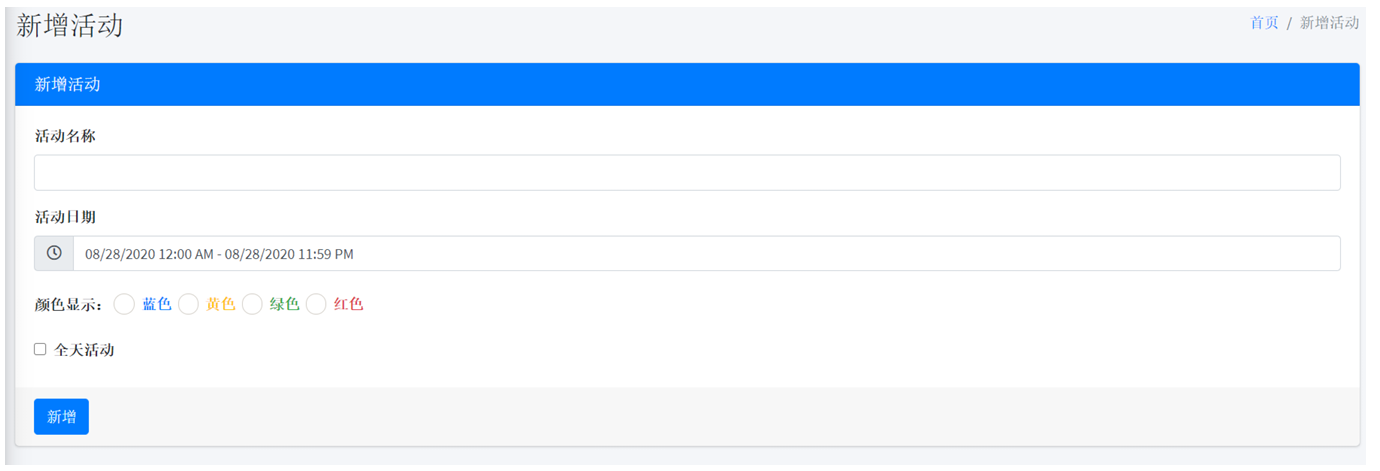 新增活动
首页 / 新增活动
新增活动
活动名称
活动日期
08/28/2020 12:00 AM - 08/28/2020 11:59 PM
颜色显示： 蓝色 黄色 绿色 红色
全天活动
新增